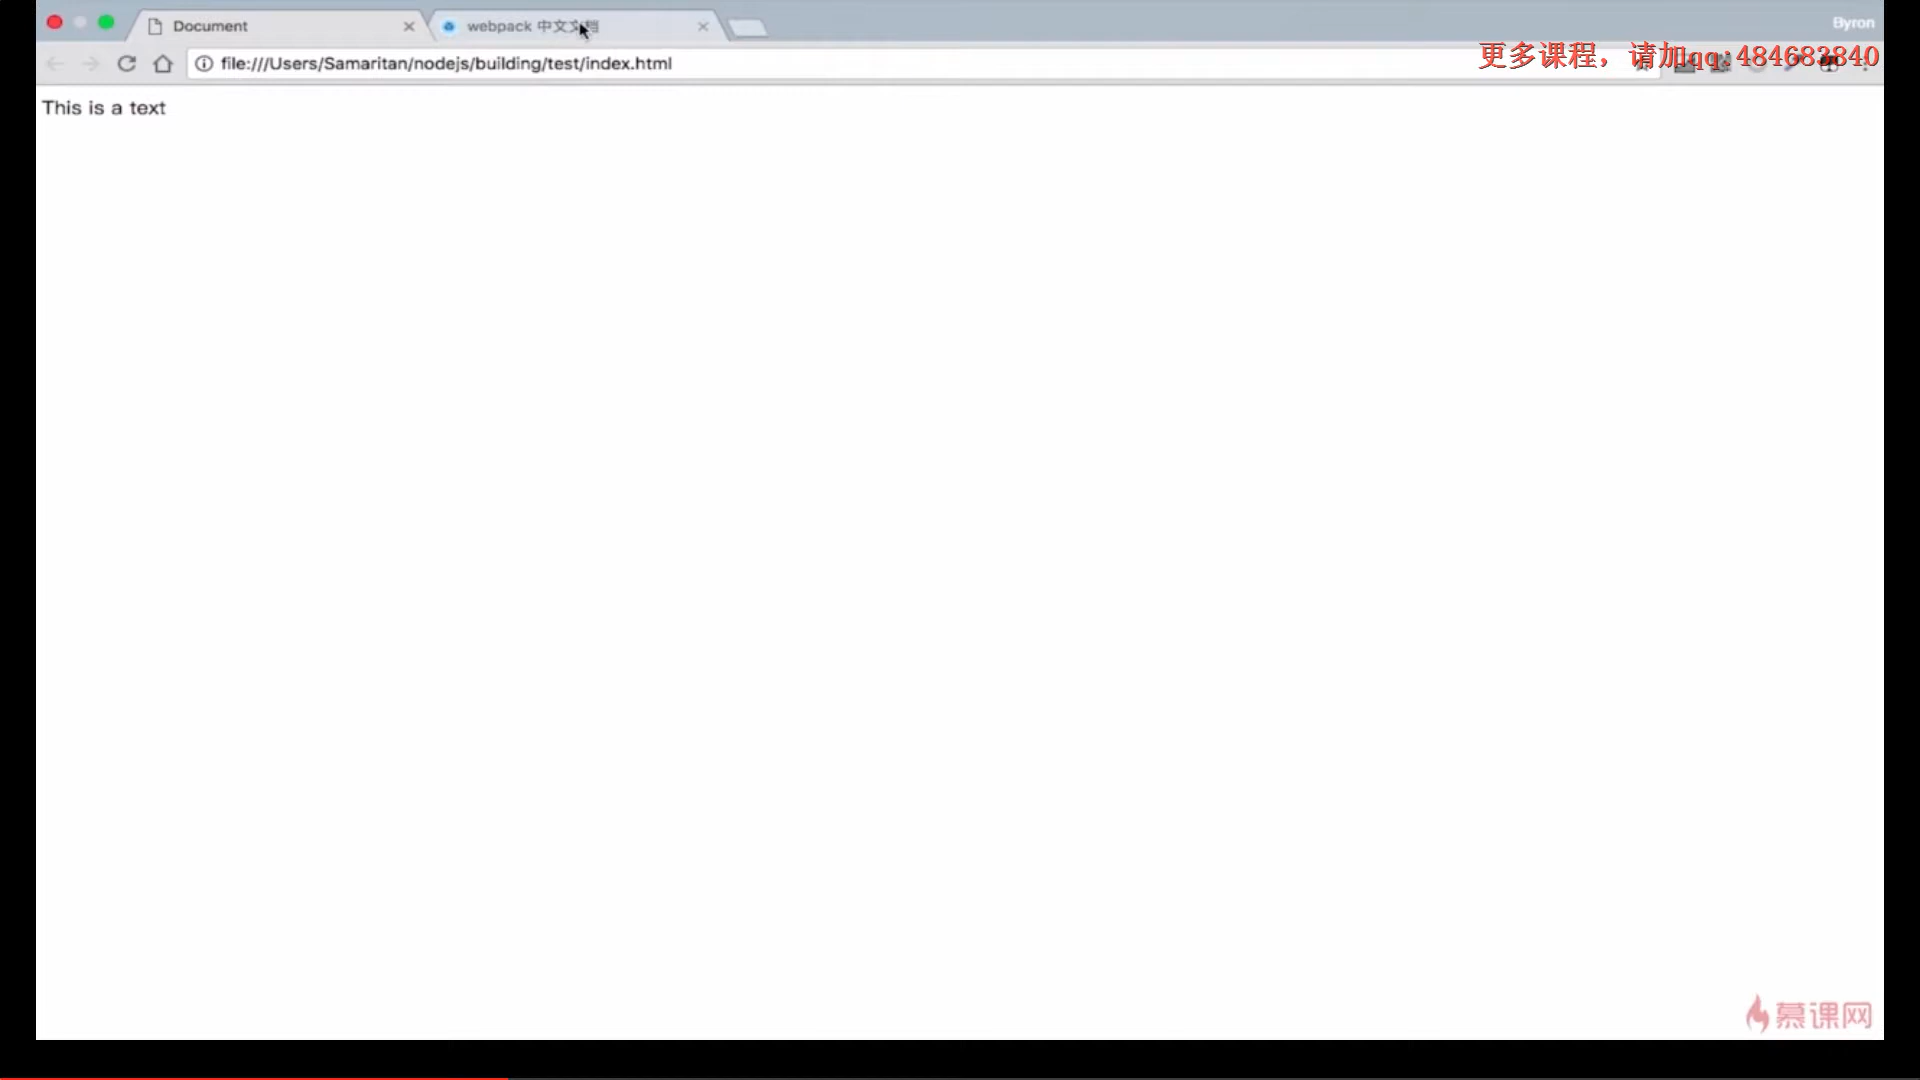 Document
webpack 中文文档
Byron
file:///Users/Samaritan/nodejs/building/test/index.html
更多课程，请加qq:484683840
This is a text
慕课网